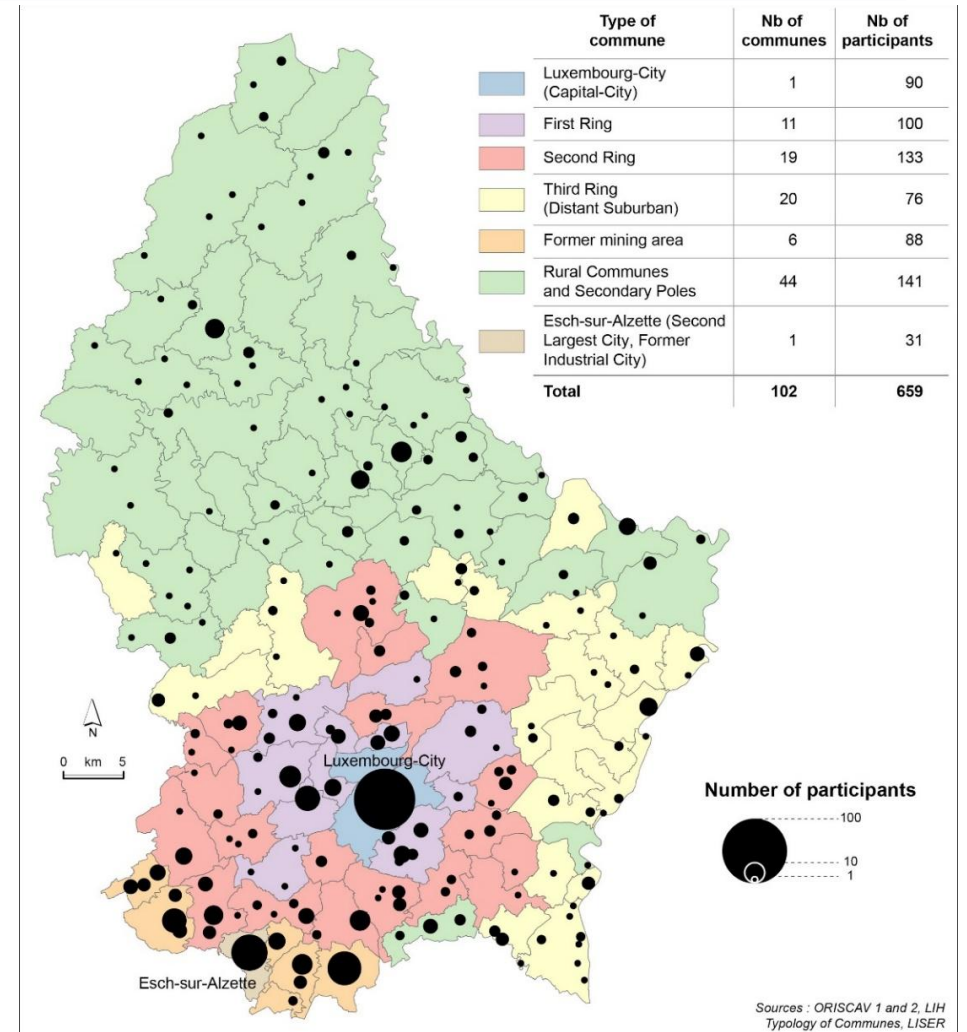 Type of commune Nb of communes Nb of participants
Luxembourg-City (Capital-City) 1 90
First Ring 11 100
Second Ring 19 133
Third Ring (Distant Suburban) 20 76
Former mining area 6 88
Rural Communes and Secondary Poles 44 141
Esch-sur-Alzette (Second Largest City, Former Industrial City) 1 31
Total 102 659
N
0 km 5
Luxembourg-City
Number of participants
100
10
1
Esch-sur-Alzette
Sources : ORISCAV 1 and 2, LIH
Typology of Communes, LISER